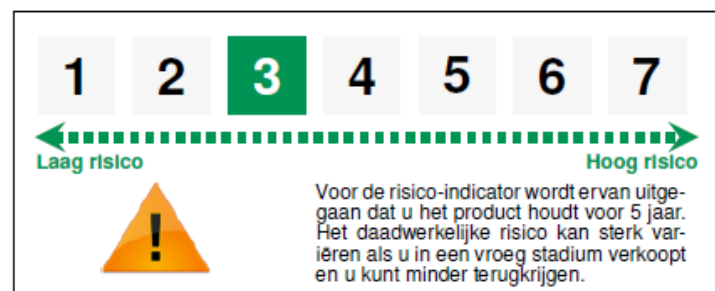 1 2 3 4 5 6 7
Laag risico Hoog risico
!
Voor de risico-indicator wordt ervan uitge-
gaan dat u het product houdt voor 5 jaar.
Het daadwerkelijke risico kan sterk var-
iëren als u in een vroeg stadium verkoopt
en u kunt minder terugkrijgen.